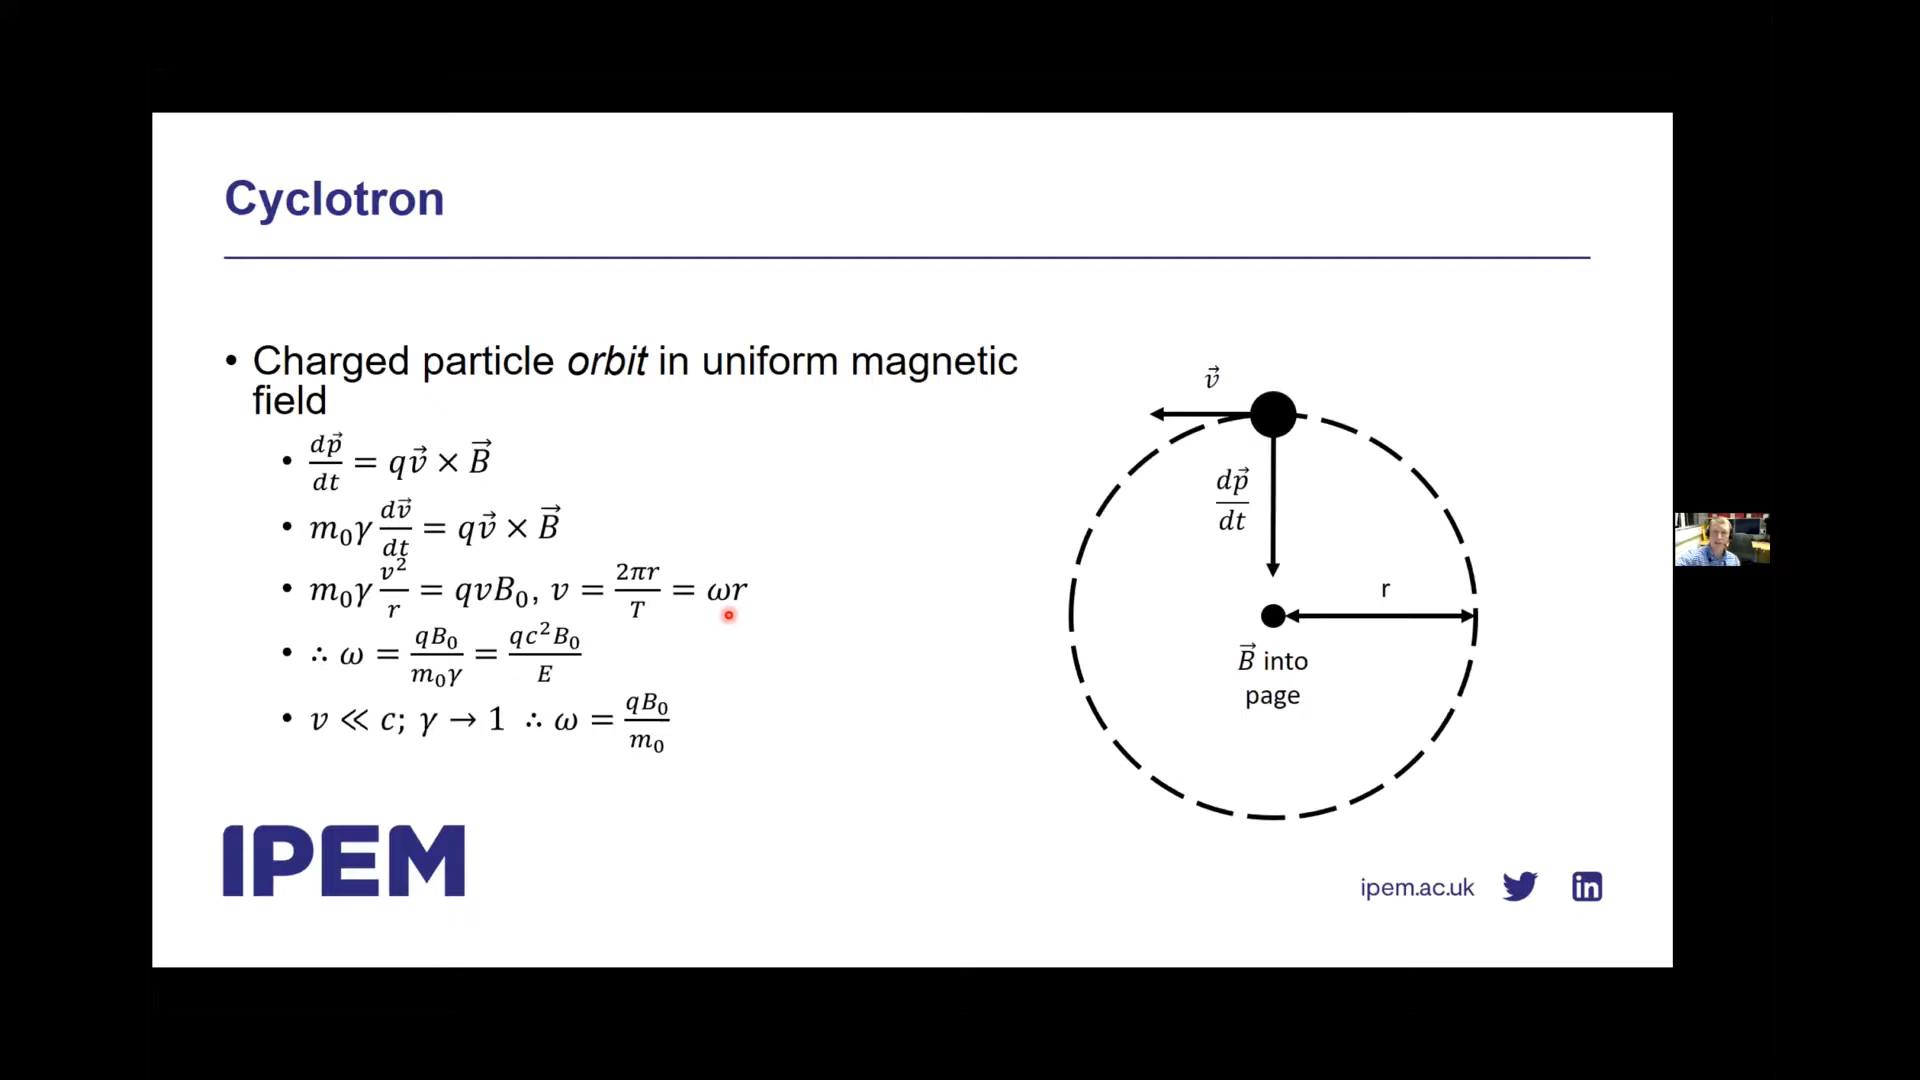 Cyclotron
• Charged particle orbit in uniform magnetic
field
• dp⃗/dt = qv⃗ × B⃗
• m₀γ dv⃗/dt = qv⃗ × B⃗
• m₀γ v²/r = qvB₀, v = 2πr/T = ωr
• ∴ ω = qB₀/m₀γ = qc²B₀/E
• v ≪ c; γ → 1 ∴ ω = qB₀/m₀
v⃗
dp⃗/dt
r
B⃗ into
page
IPEM
ipem.ac.uk
in